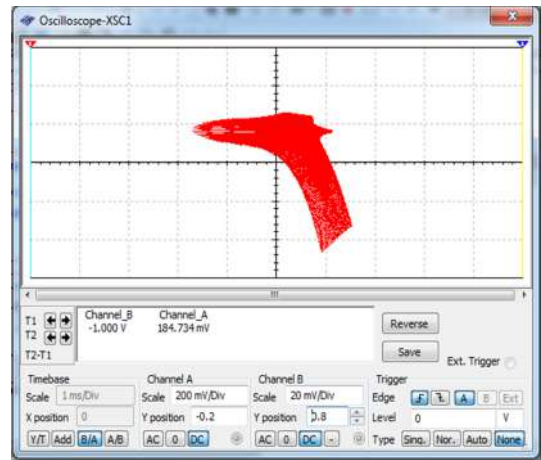 Oscilloscope-XSC1
T1
T2
T2-T1
Channel_B Channel_A
-1.000 V 184.734 mV
Reverse
Save
Ext. Trigger
Timebase
Scale 1 ms/Div
X position 0
Y/T Add B/A A/B
Channel A
Scale 200 mV/Div
Y position -0.2
AC 0 DC
Channel B
Scale 20 mV/Div
Y position 0.8
AC 0 DC -
Trigger
Edge A B Ext
Level 0 V
Type Sing. Nor. Auto None